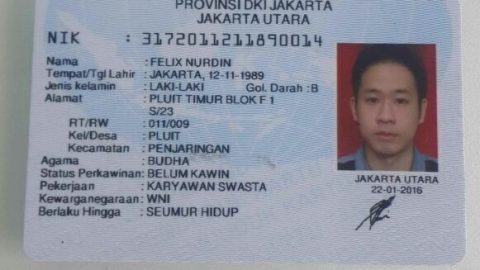 PROVINSI DKI JAKARTA
JAKARTA UTARA
NIK : 3172011211890014
Nama : FELIX NURDIN
Tempat/Tgl Lahir : JAKARTA, 12-11-1989
Jenis kelamin : LAKI-LAKI Gol. Darah :B
Alamat : PLUIT TIMUR BLOK F 1
S/23
RT/RW : 011/009
Kel/Desa : PLUIT
Kecamatan : PENJARINGAN
Agama : BUDHA
Status Perkawinan: BELUM KAWIN
Pekerjaan : KARYAWAN SWASTA
Kewarganegaraan: WNI
Berlaku Hingga : SEUMUR HIDUP
JAKARTA UTARA
22-01-2016